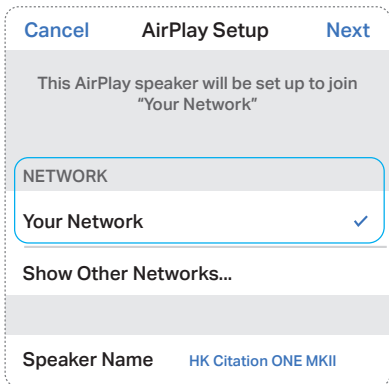 Cancel AirPlay Setup Next
This AirPlay speaker will be set up to join
“Your Network”
NETWORK
Your Network
Show Other Networks...
Speaker Name HK Citation ONE MKII